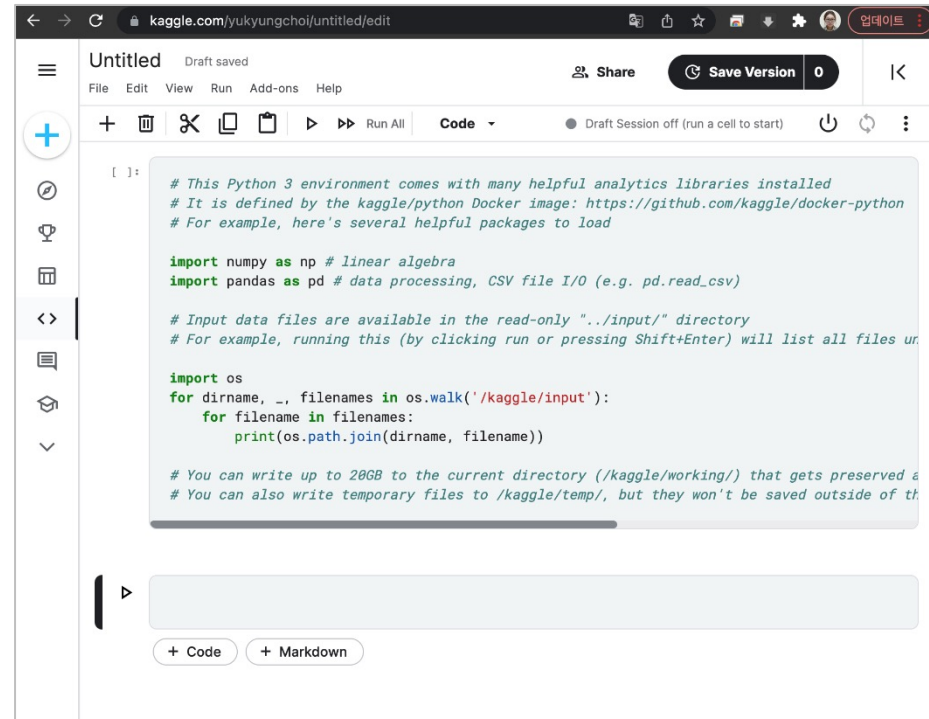 kaggle.com/yukyungchoi/untitled/edit
업데이트
Untitled Draft saved
File Edit View Run Add-ons Help
Share
Save Version 0
Run All
Code
Draft Session off (run a cell to start)
[ ]:
# This Python 3 environment comes with many helpful analytics libraries installed
# It is defined by the kaggle/python Docker image: https://github.com/kaggle/docker-python
# For example, here's several helpful packages to load
import numpy as np # linear algebra
import pandas as pd # data processing, CSV file I/O (e.g. pd.read_csv)
# Input data files are available in the read-only "../input/" directory
# For example, running this (by clicking run or pressing Shift+Enter) will list all files un
import os
for dirname, _, filenames in os.walk('/kaggle/input'):
for filename in filenames:
print(os.path.join(dirname, filename))
# You can write up to 20GB to the current directory (/kaggle/working/) that gets preserved a
# You can also write temporary files to /kaggle/temp/, but they won't be saved outside of th
+ Code + Markdown